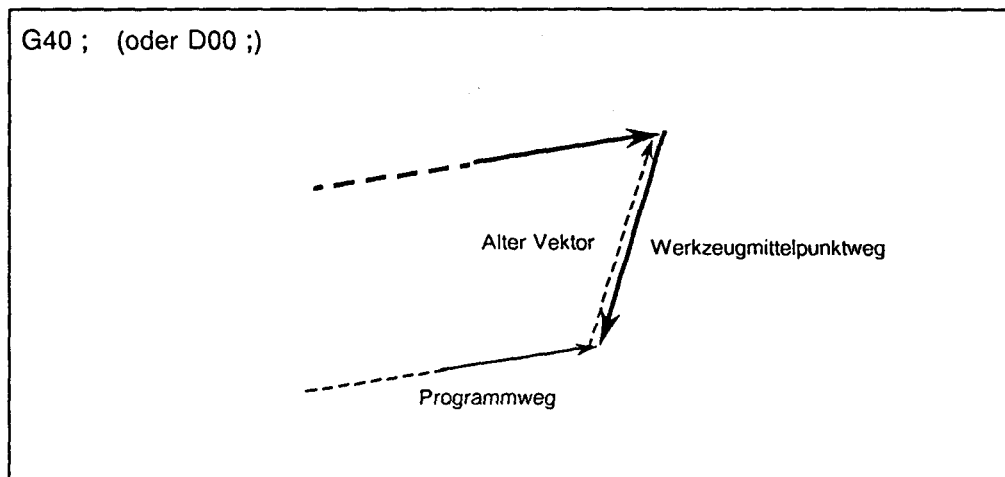 G40 ; (oder D00 ;)
Alter Vektor
Werkzeugmittelpunktweg
Programmweg